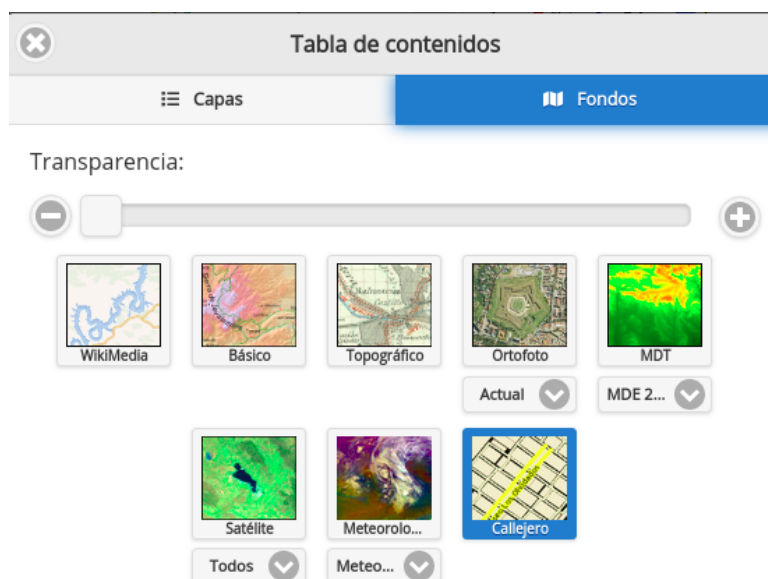 Tabla de contenidos
Capas
Fondos
Transparencia:
WikiMedia
Básico
Topográfico
Ortofoto
MDT
Actual
MDE 2...
Satélite
Meteorolo...
Callejero
Todos
Meteo...